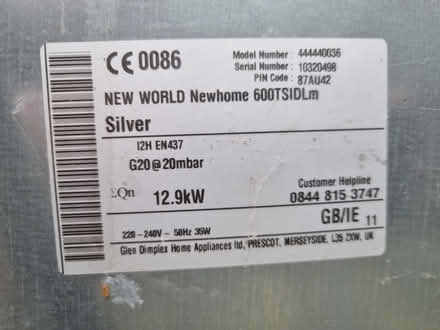 CE 0086
Model Number : 444440036
Serial Number : 10320498
PIN Code : 87AU42
NEW WORLD Newhome 600TSIDLm
Silver
I2H EN437
G20@20mbar
ΣQn 12.9kW
Customer Helpline
0844 815 3747
GB/IE 11
220-240V - 50Hz 35W
Glen Dimplex Home Appliances ltd, PRESCOT, MERSEYSIDE, L35 2XW, UK